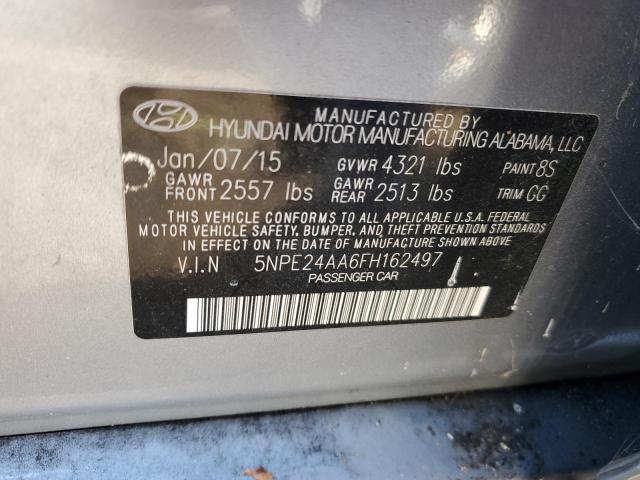 MANUFACTURED BY
HYUNDAI MOTOR MANUFACTURING ALABAMA, LLC
Jan/07/15 GVWR 4321 lbs PAINT 8S
GAWR FRONT 2557 lbs GAWR REAR 2513 lbs TRIM GG
THIS VEHICLE CONFORMS TO ALL APPLICABLE U.S.A. FEDERAL
MOTOR VEHICLE SAFETY, BUMPER, AND THEFT PREVENTION STANDARDS
IN EFFECT ON THE DATE OF MANUFACTURE SHOWN ABOVE.
V.I.N 5NPE24AA6FH162497
PASSENGER CAR